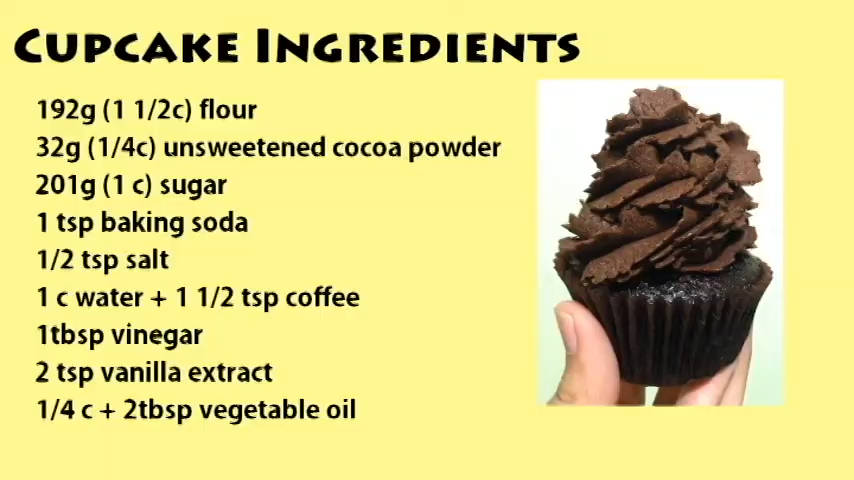 Cupcake Ingredients
192g (1 1/2c) flour
32g (1/4c) unsweetened cocoa powder
201g (1 c) sugar
1 tsp baking soda
1/2 tsp salt
1 c water + 1 1/2 tsp coffee
1tbsp vinegar
2 tsp vanilla extract
1/4 c + 2tbsp vegetable oil